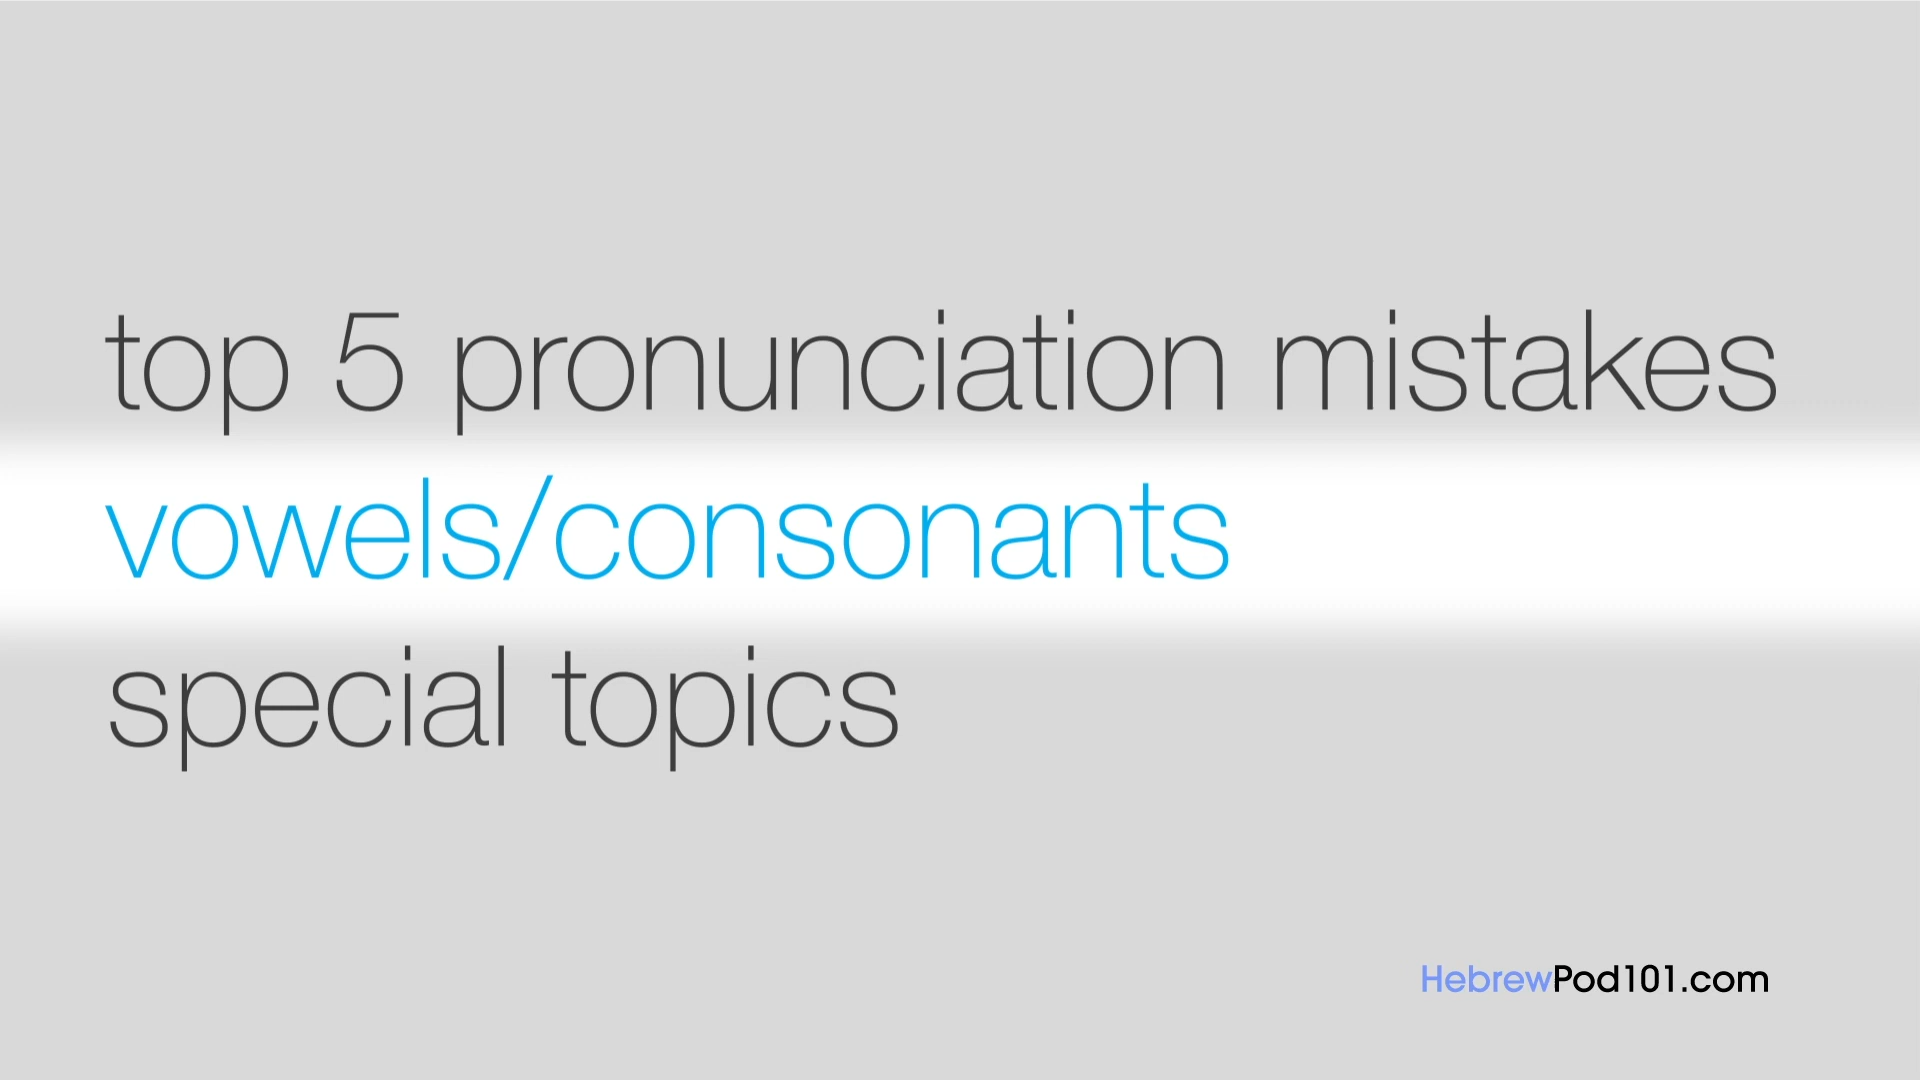 top 5 pronunciation mistakes
vowels/consonants
special topics
HebrewPod101.com